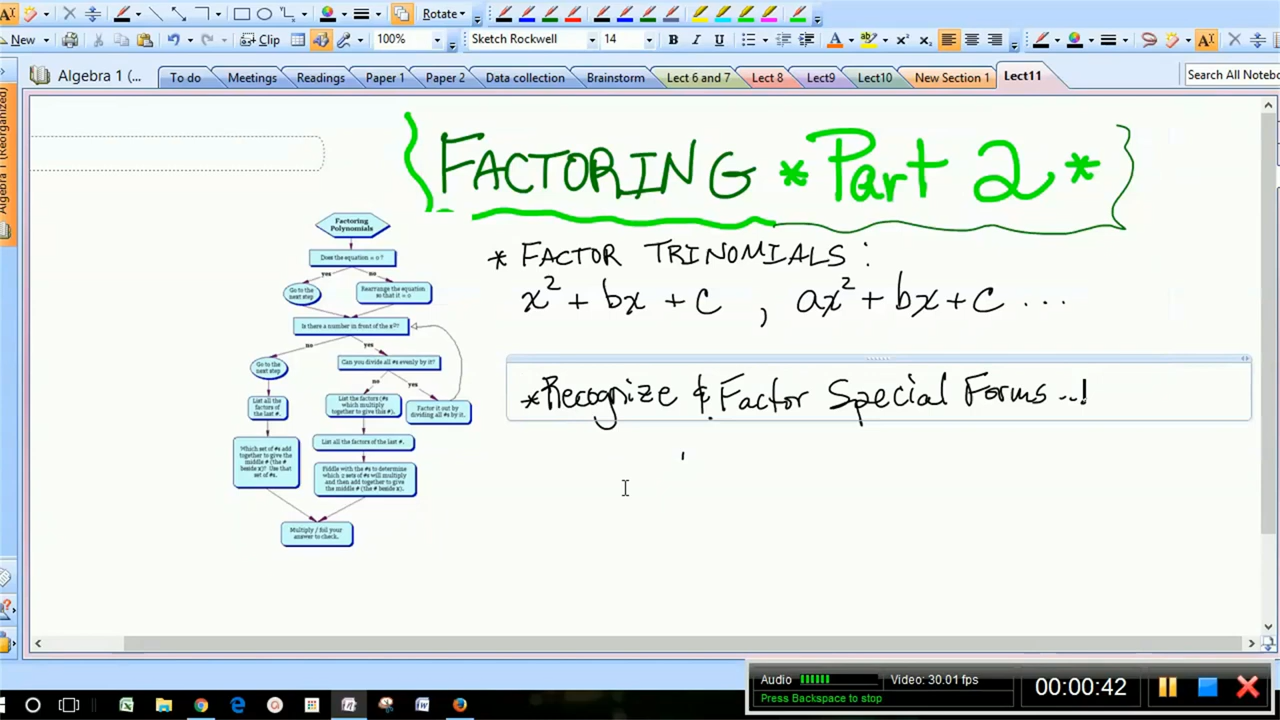 Rotate
New
Clip
100%
Sketch Rockwell
14
B I U
Algebra 1 (...
To do
Meetings
Readings
Paper 1
Paper 2
Data collection
Brainstorm
Lect 6 and 7
Lect 8
Lect9
Lect10
New Section 1
Lect11
Search All Notebo
Algebra I (Reorganized
FACTORING * Part 2 *
* FACTOR TRINOMIALS :
x² + bx + c , ax² + bx + c ...
*Recognize & Factor Special Forms...!
Factoring
Polynomials
Does the equation = 0 ?
yes
no
Go to the
next step
Rearrange the equation
so that it = 0
Is there a number in front of the x²?
no
yes
Go to the
next step
Can you divide all #s evenly by it?
no
yes
List all the
factors of
the last #.
List the factors (#s
which multiply
together to give this #).
Factor it out by
dividing all #s by it.
Which set of #s add
together to give the
middle # (the #
beside x)? Use that
set of #s.
List all the factors of the last #.
Fiddle with the #s to determine
which 2 sets of #s will multiply
and then add together to give
the middle # (the # beside x).
Multiply / foil your
answer to check.
Audio
Video: 30.01 fps
Press Backspace to stop
00:00:42